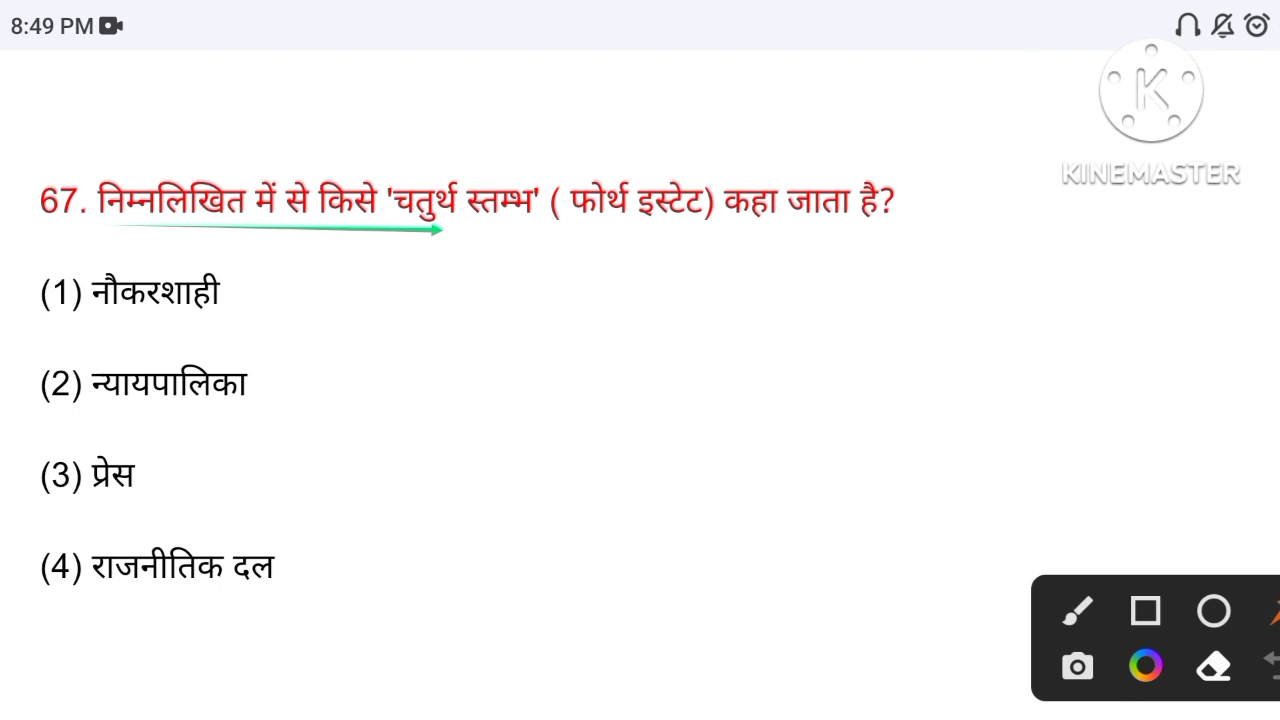 8:49 PM
KINEMASTER
67. निम्नलिखित में से किसे 'चतुर्थ स्तम्भ' ( फोर्थ इस्टेट) कहा जाता है?
(1) नौकरशाही
(2) न्यायपालिका
(3) प्रेस
(4) राजनीतिक दल